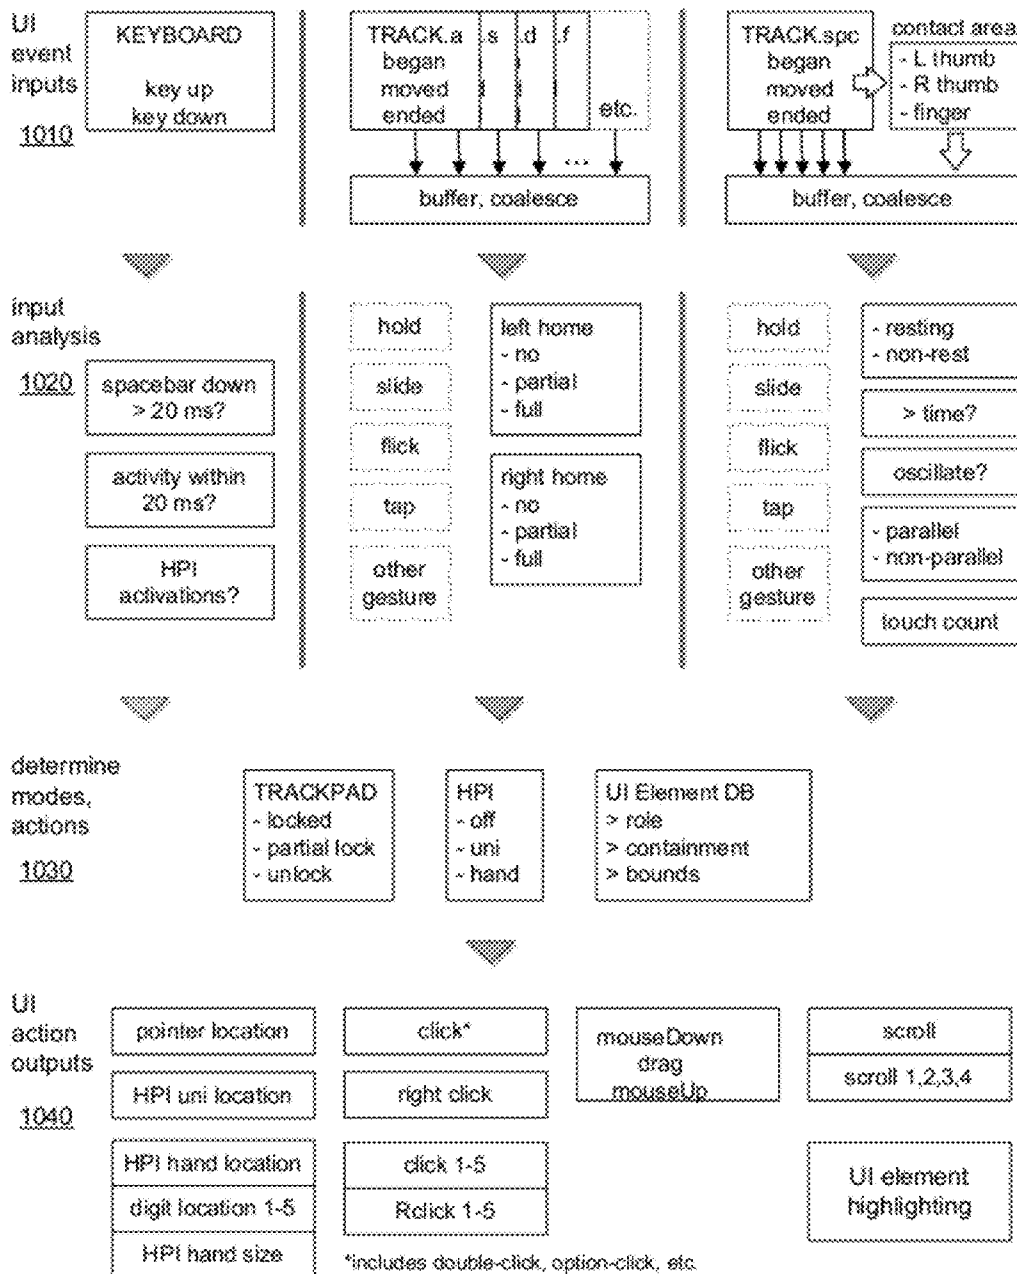 UI
event
inputs
1010
KEYBOARD
key up
key down
TRACK.a
began
moved
ended
.s
.d
.f
etc.
...
buffer, coalesce
TRACK.spc
began
moved
ended
contact area
- L thumb
- R thumb
- finger
buffer, coalesce
input
analysis
1020
spacebar down
> 20 ms?
activity within
20 ms?
HPI
activations?
hold
slide
flick
tap
other
gesture
left home
- no
- partial
- full
right home
- no
- partial
- full
hold
slide
flick
tap
other
gesture
- resting
- non-rest
> time?
oscillate?
- parallel
- non-parallel
touch count
determine
modes,
actions
1030
TRACKPAD
- locked
- partial lock
- unlock
HPI
- off
- uni
- hand
UI Element DB
> role
> containment
> bounds
UI
action
outputs
1040
pointer location
HPI uni location
HPI hand location
digit location 1-5
HPI hand size
click*
right click
click 1-5
Rclick 1-5
*includes double-click, option-click, etc.
mouseDown
drag
mouseUp
scroll
scroll 1,2,3,4
UI element
highlighting